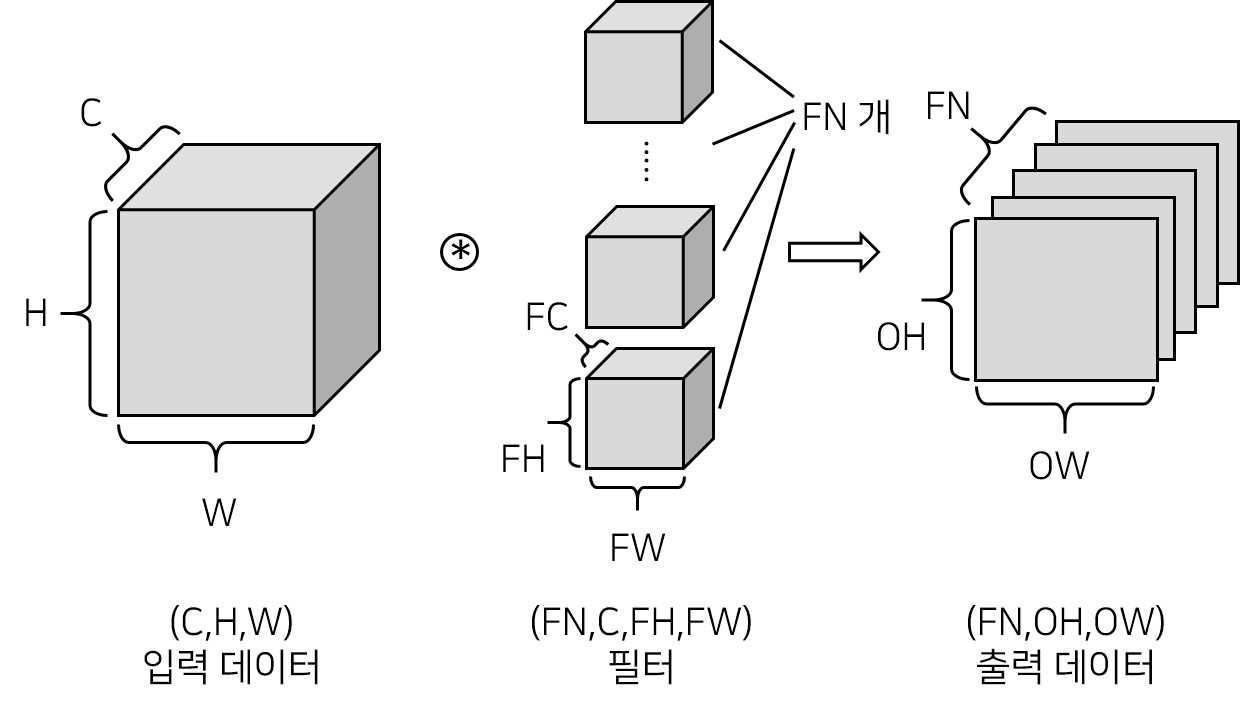 C
H
W
FN 개
FC
FH
FW
FN
OH
OW
(C,H,W)
입력 데이터
(FN,C,FH,FW)
필터
(FN,OH,OW)
출력 데이터